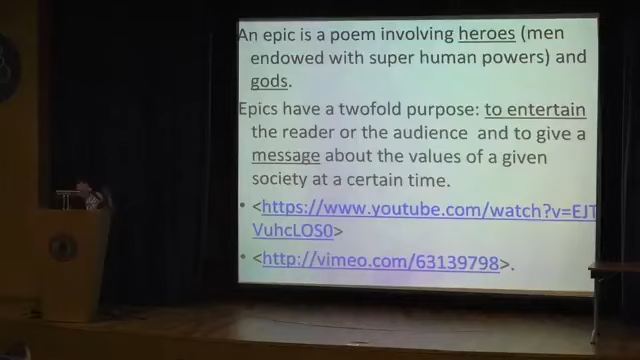 An epic is a poem involving heroes (men
endowed with super human powers) and
gods.
Epics have a twofold purpose: to entertain
the reader or the audience and to give a
message about the values of a given
society at a certain time.
• <https://www.youtube.com/watch?v=EJT
VuhcLOS0>
• <http://vimeo.com/63139798>.